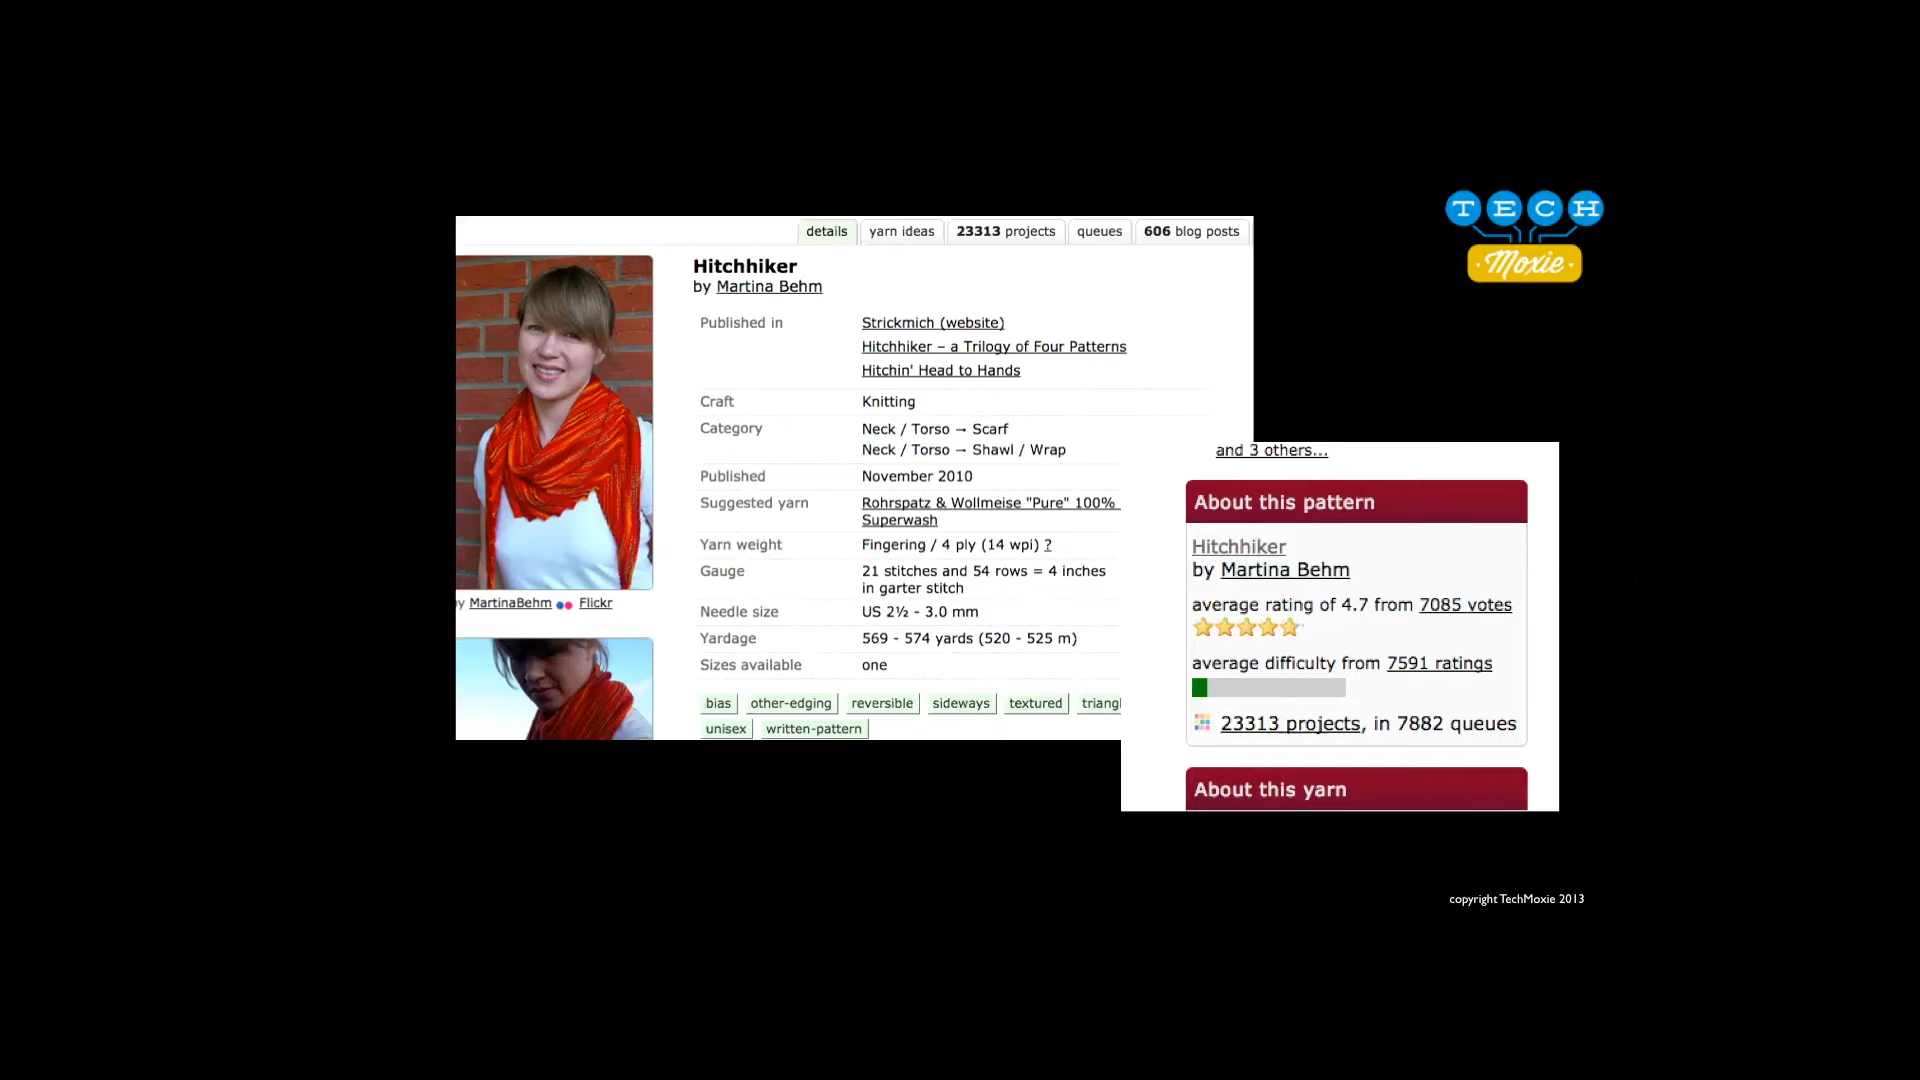 TECH
Moxie
details yarn ideas 23313 projects queues 606 blog posts
Hitchhiker
by Martina Behm
Published in Strickmich (website)
Hitchhiker – a Trilogy of Four Patterns
Hitchin' Head to Hands
Craft Knitting
Category Neck / Torso → Scarf
Neck / Torso → Shawl / Wrap
Published November 2010
Suggested yarn Rohrspatz & Wollmeise "Pure" 100%
Superwash
Yarn weight Fingering / 4 ply (14 wpi) ?
Gauge 21 stitches and 54 rows = 4 inches
in garter stitch
Needle size US 2½ - 3.0 mm
Yardage 569 - 574 yards (520 - 525 m)
Sizes available one
bias other-edging reversible sideways textured triangl
unisex written-pattern
y MartinaBehm Flickr
and 3 others...
About this pattern
Hitchhiker
by Martina Behm
average rating of 4.7 from 7085 votes
average difficulty from 7591 ratings
23313 projects, in 7882 queues
About this yarn
copyright TechMoxie 2013